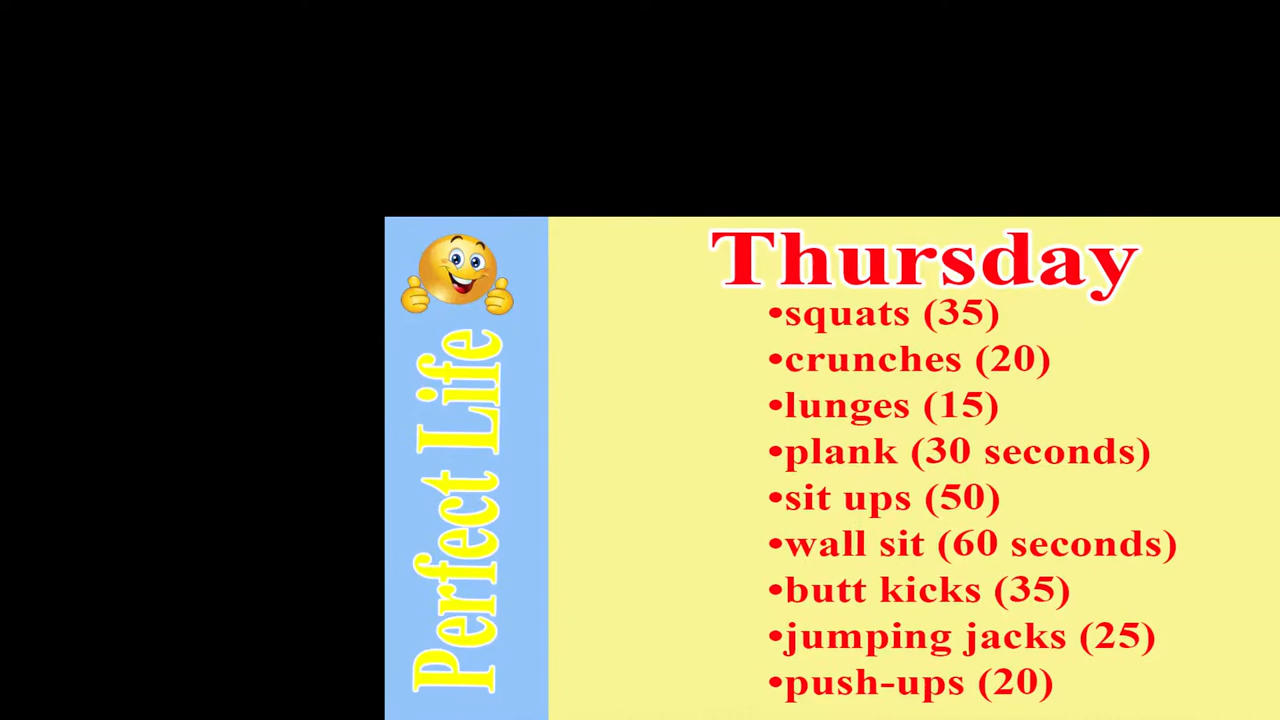 Perfect Life
Thursday
•squats (35)
•crunches (20)
•lunges (15)
•plank (30 seconds)
•sit ups (50)
•wall sit (60 seconds)
•butt kicks (35)
•jumping jacks (25)
•push-ups (20)